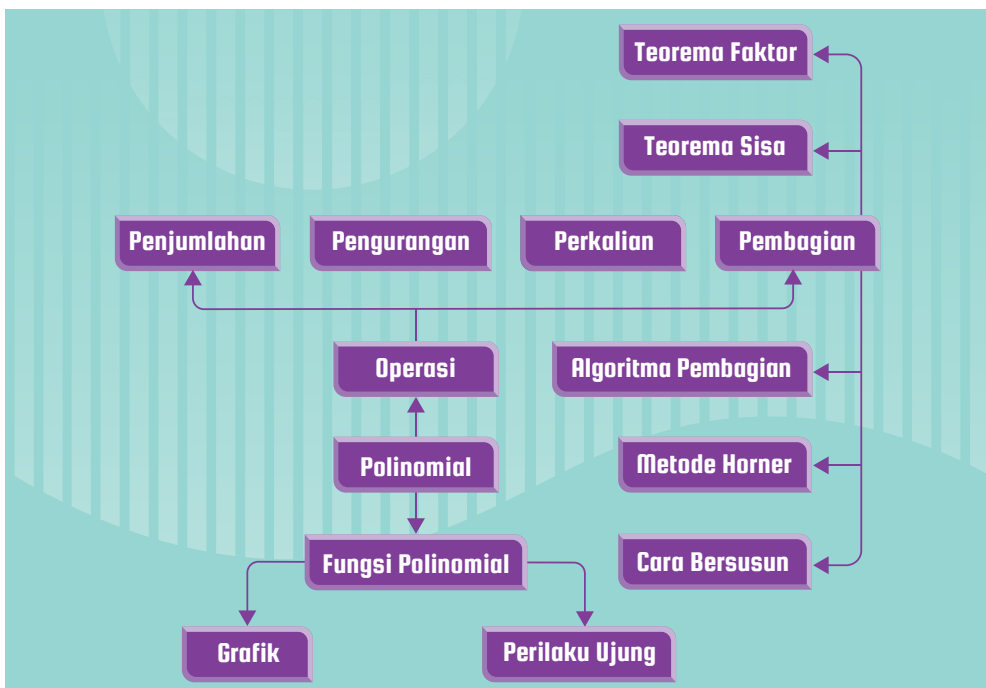 Teorema Faktor
Teorema Sisa
Penjumlahan
Pengurangan
Perkalian
Pembagian
Operasi
Algoritma Pembagian
Polinomial
Metode Horner
Fungsi Polinomial
Cara Bersusun
Grafik
Perilaku Ujung